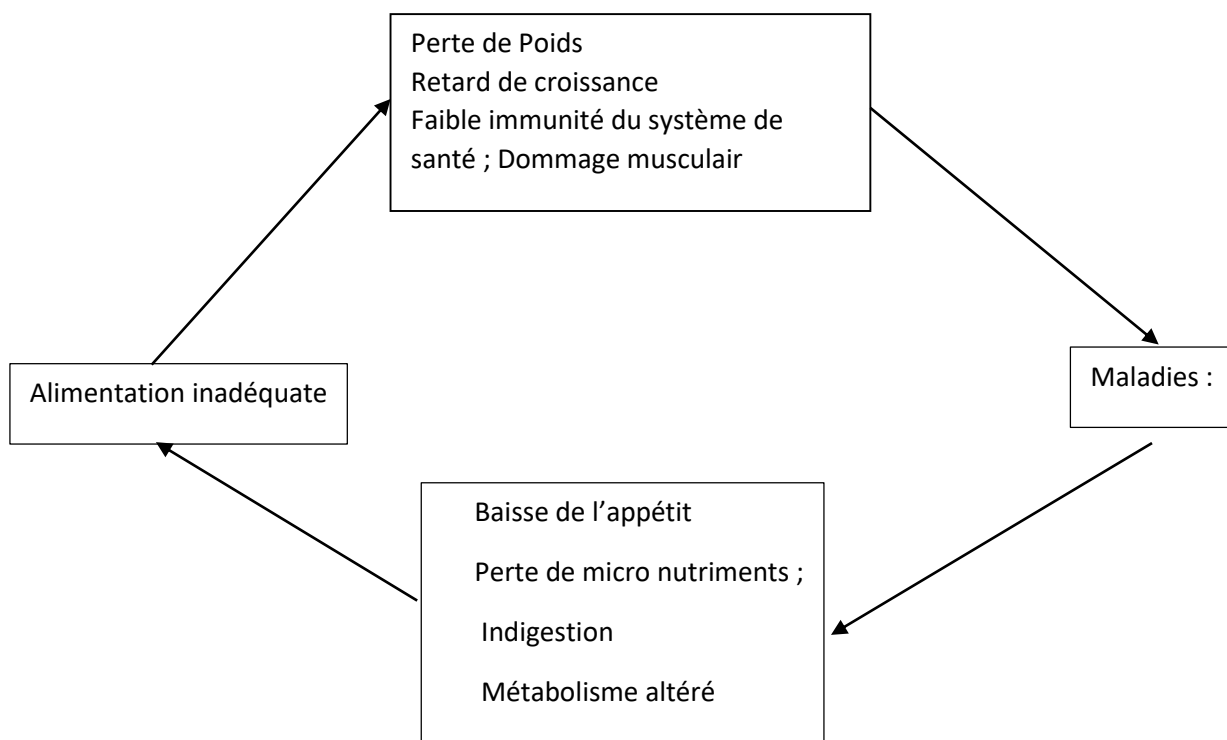 Perte de Poids
Retard de croissance
Faible immunité du système de
santé ; Dommage musculair
Alimentation inadéquate
Maladies :
Baisse de l’appétit
Perte de micro nutriments ;
Indigestion
Métabolisme altéré